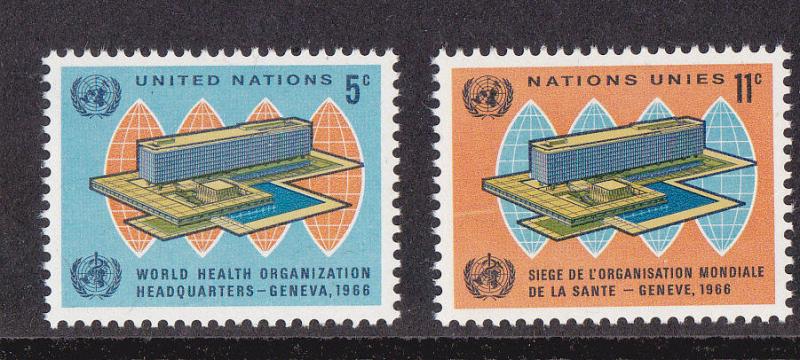 UNITED NATIONS 5c
WORLD HEALTH ORGANIZATION
HEADQUARTERS – GENEVA, 1966
NATIONS UNIES 11c
SIEGE DE L'ORGANISATION MONDIALE
DE LA SANTE – GENEVE, 1966